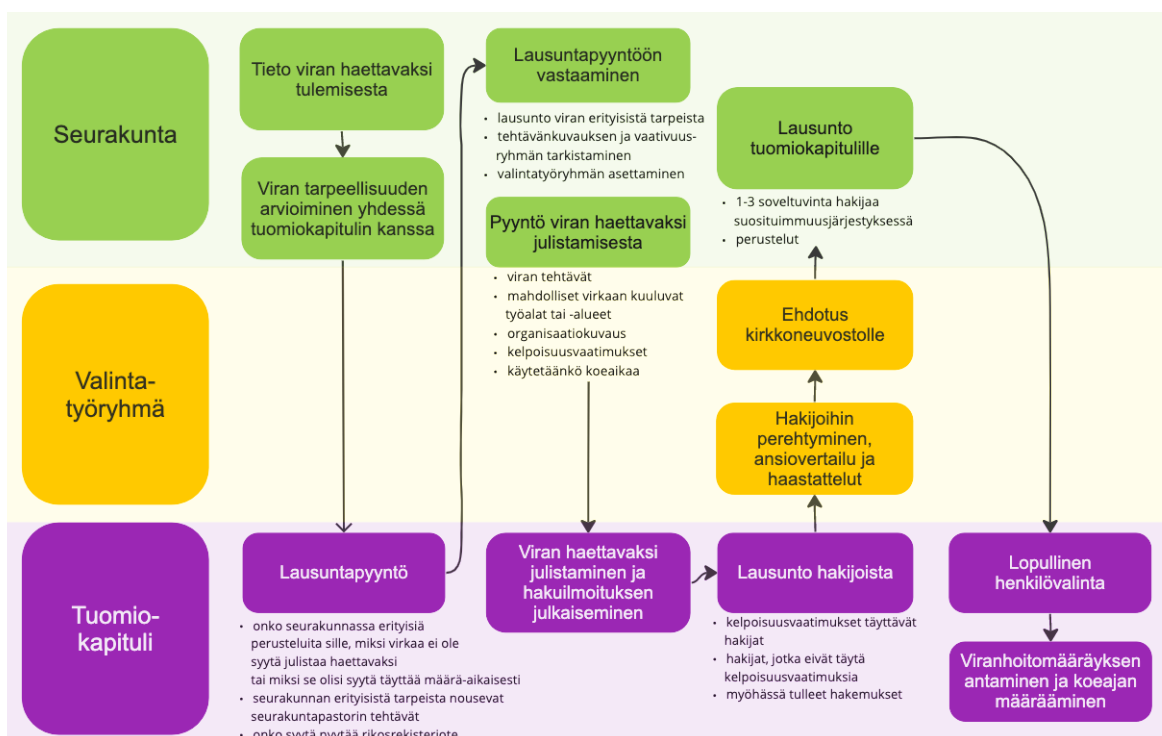 Seurakunta
Tieto viran haettavaksi
tulemisesta
Viran tarpeellisuuden
arvioiminen yhdessä
tuomiokapitulin kanssa
Lausuntapyyntöön
vastaaminen
• lausunto viran erityisistä tarpeista
• tehtävänkuvauksen ja vaativuus-
ryhmän tarkistaminen
• valintatyöryhmän asettaminen
Pyyntö viran haettavaksi
julistamisesta
• viran tehtävät
• mahdolliset virkaan kuuluvat
työalat tai -alueet
• organisaatiokuvaus
• kelpoisuusvaatimukset
• käytetäänkö koeaikaa
Lausunto
tuomiokapitulille
• 1-3 soveltuvinta hakijaa
suosituimmuusjärjestyksessä
• perustelut
Valinta-
työryhmä
Ehdotus
kirkkoneuvostolle
Hakijoihin
perehtyminen,
ansiovertailu ja
haastattelut
Tuomio-
kapituli
Lausuntapyyntö
• onko seurakunnassa erityisiä
perusteluita sille, miksi virkaa ei ole
syytä julistaa haettavaksi
tai miksi se olisi syytä täyttää määrä-aikaisesti
• seurakunnan erityisistä tarpeista nousevat
seurakuntapastorin tehtävät
• onko syytä pyytää rikosrekisteriote
Viran haettavaksi
julistaminen ja
hakuilmoituksen
julkaiseminen
Lausunto hakijoista
• kelpoisuusvaatimukset täyttävät
hakijat
• hakijat, jotka eivät täytä
kelpoisuusvaatimuksia
• myöhässä tulleet hakemukset
Lopullinen
henkilövalinta
Viranhoitomääräyksen
antaminen ja koeajan
määrääminen